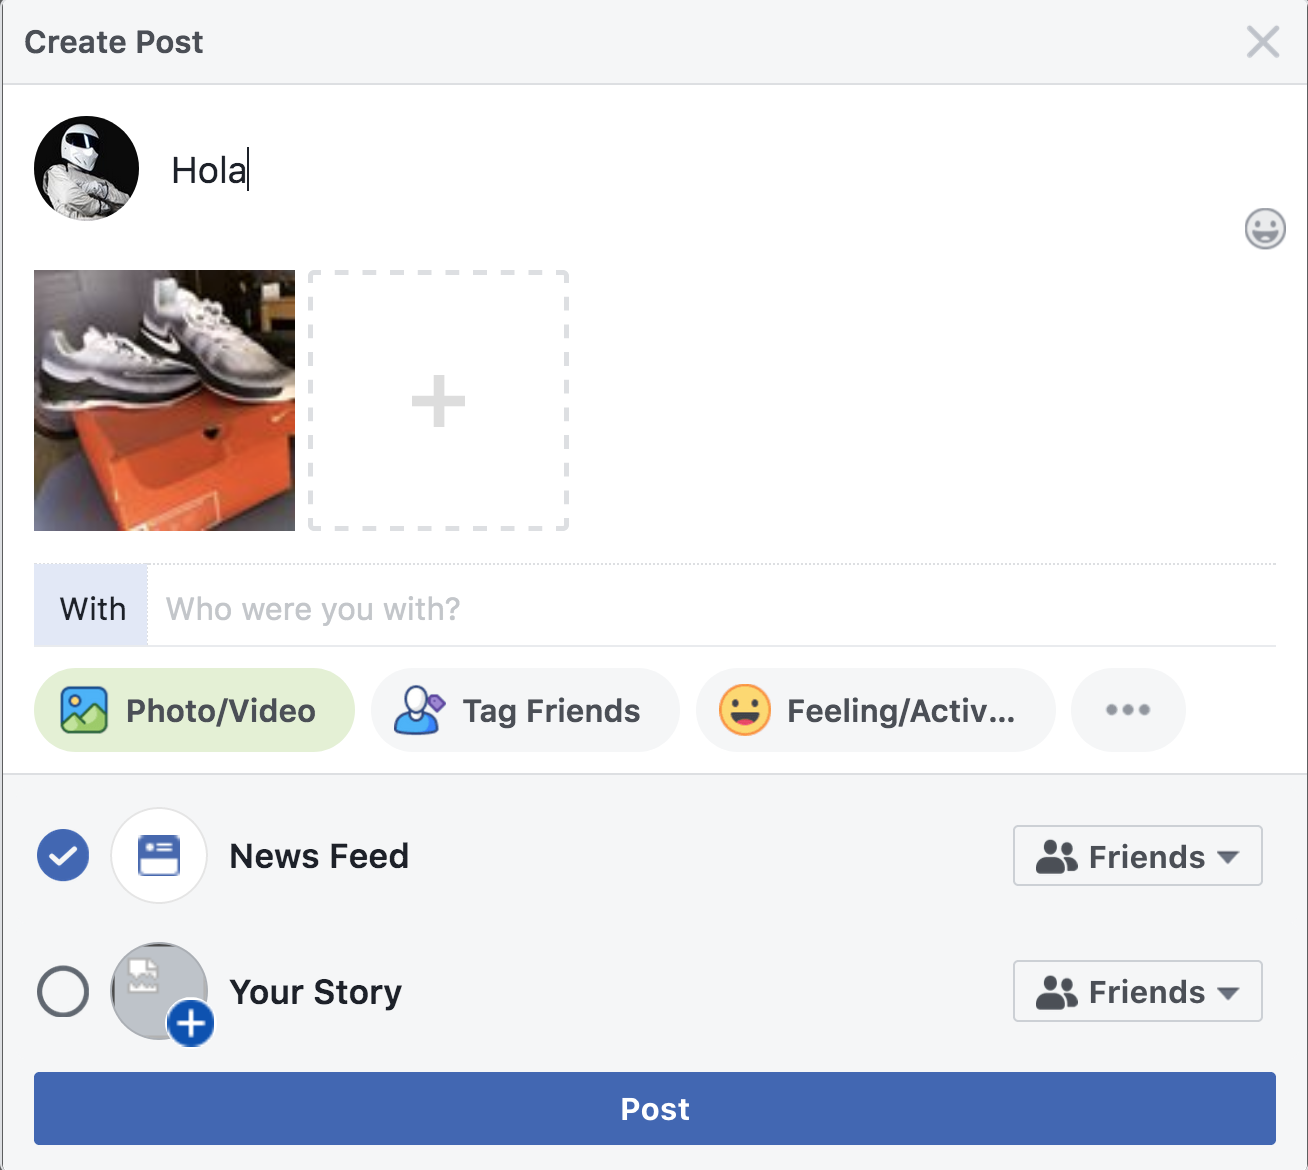 Create Post
Hola
With Who were you with?
Photo/Video Tag Friends Feeling/Activ...
News Feed Friends
Your Story Friends
Post